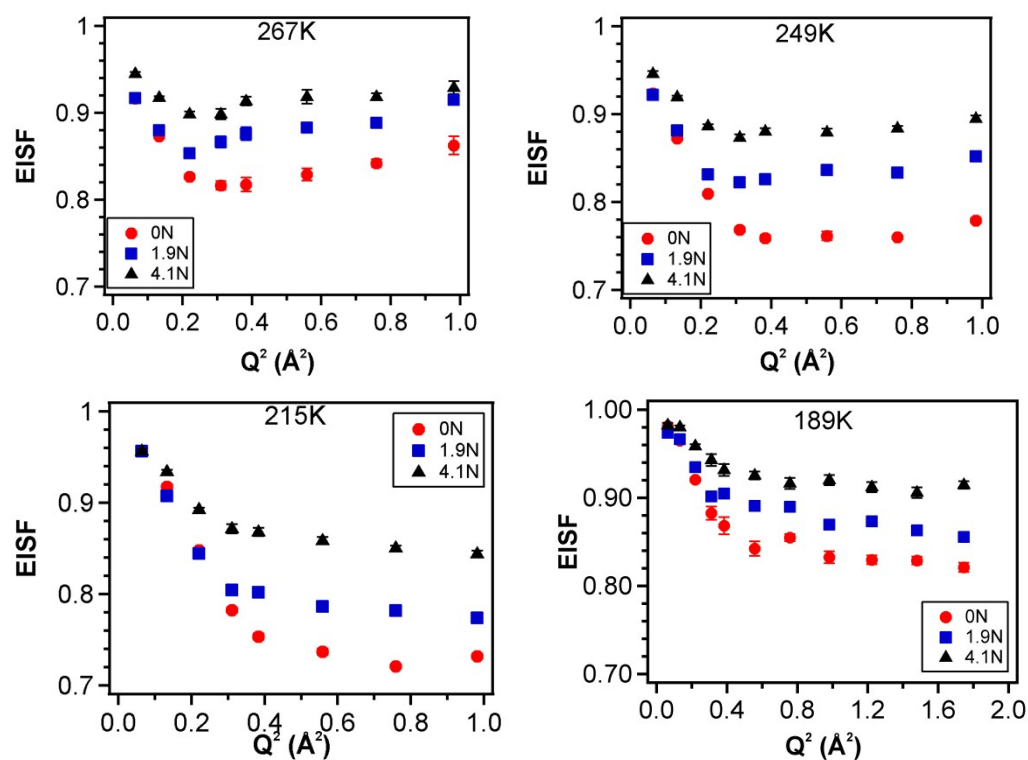 267K
EISF
1
0.9
0.8
0.7
0N
1.9N
4.1N
0.0 0.2 0.4 0.6 0.8 1.0
Q² (Å²)
249K
EISF
1
0.9
0.8
0.7
0N
1.9N
4.1N
0.0 0.2 0.4 0.6 0.8 1.0
Q² (Å²)
215K
EISF
1
0.9
0.8
0.7
0N
1.9N
4.1N
0.0 0.2 0.4 0.6 0.8 1.0
Q² (Å²)
189K
EISF
1.00
0.90
0.80
0.70
0N
1.9N
4.1N
0.0 0.4 0.8 1.2 1.6 2.0
Q² (Å²)